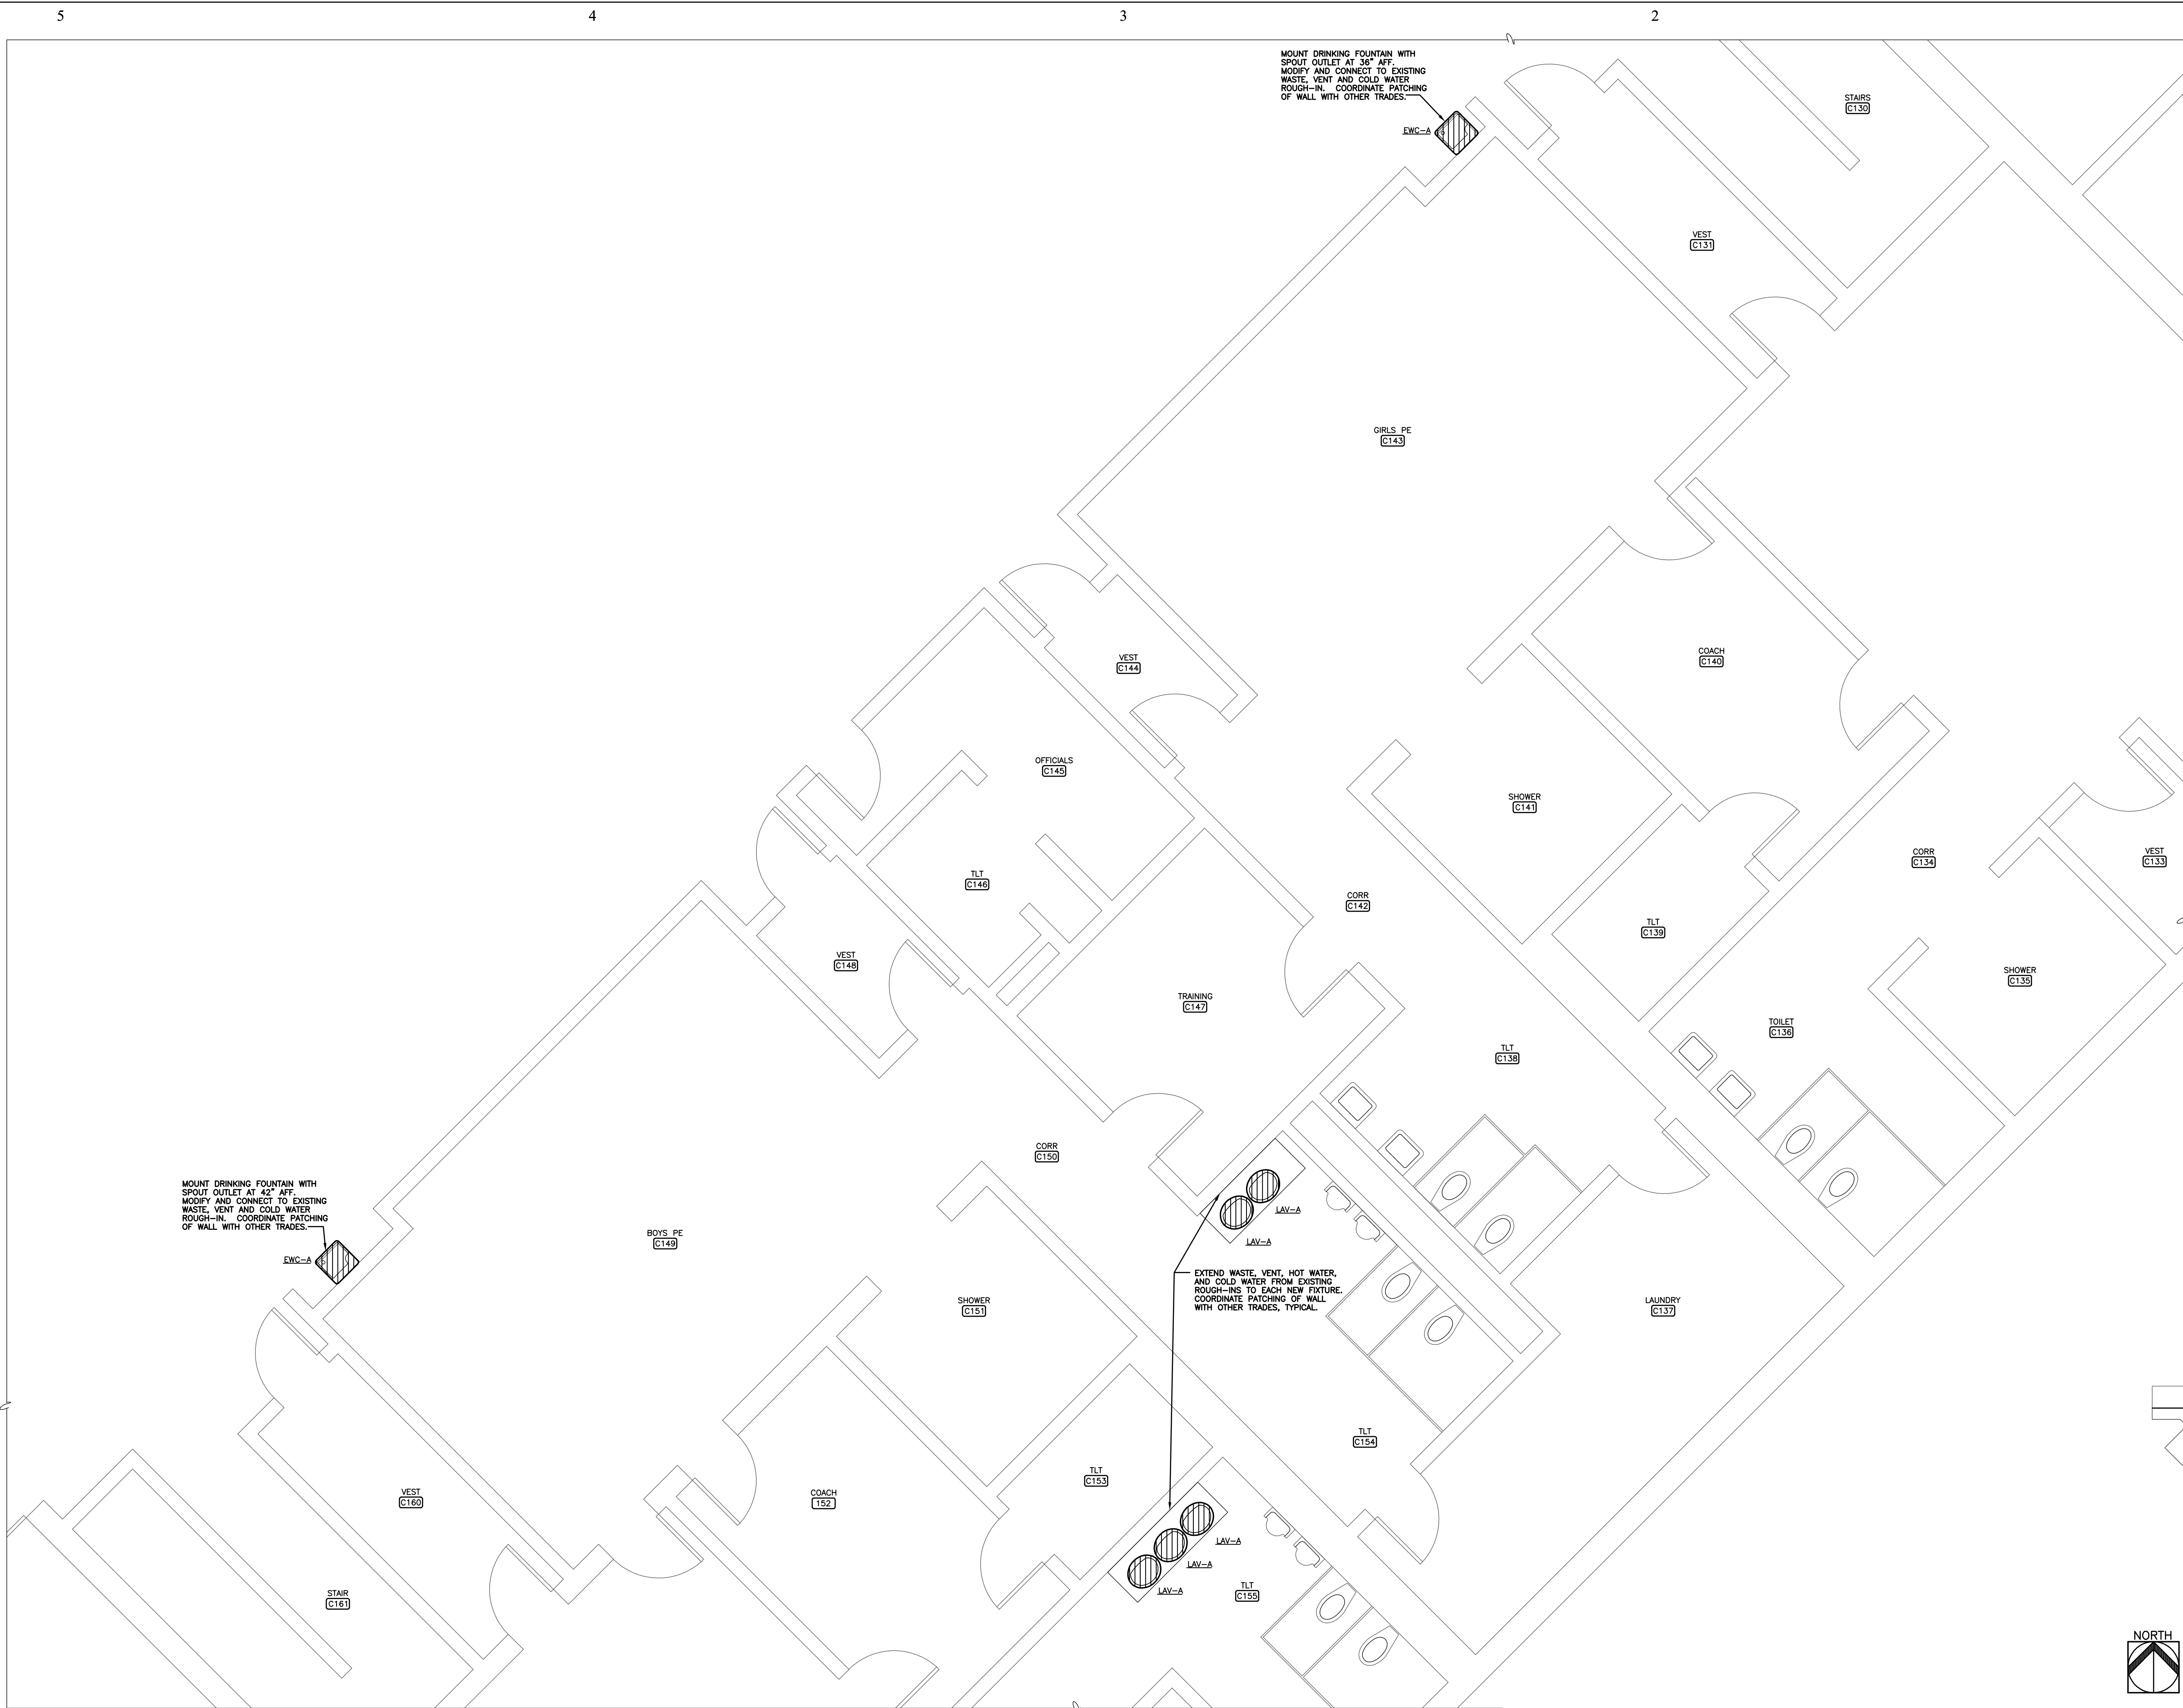 5 4 3 2
MOUNT DRINKING FOUNTAIN WITH
SPOUT OUTLET AT 36" AFF.
MODIFY AND CONNECT TO EXISTING
WASTE, VENT AND COLD WATER
ROUGH-IN. COORDINATE PATCHING
OF WALL WITH OTHER TRADES.
EWC-A
STAIRS
C130
VEST
C131
GIRLS PE
C143
VEST
C144
COACH
C140
OFFICIALS
C145
SHOWER
C141
CORR
C134
VEST
C133
TLT
C146
CORR
C142
TLT
C139
VEST
C148
SHOWER
C135
TRAINING
C147
TOILET
C136
TLT
C138
CORR
C150
MOUNT DRINKING FOUNTAIN WITH
SPOUT OUTLET AT 42" AFF.
MODIFY AND CONNECT TO EXISTING
WASTE, VENT AND COLD WATER
ROUGH-IN. COORDINATE PATCHING
OF WALL WITH OTHER TRADES.
EWC-A
BOYS PE
C149
LAV-A
LAV-A
EXTEND WASTE, VENT, HOT WATER,
AND COLD WATER FROM EXISTING
ROUGH-INS TO EACH NEW FIXTURE.
COORDINATE PATCHING OF WALL
WITH OTHER TRADES, TYPICAL.
SHOWER
C151
LAUNDRY
C137
TLT
C154
TLT
C153
VEST
C160
COACH
152
LAV-A
LAV-A
LAV-A
TLT
C155
STAIR
C161
NORTH